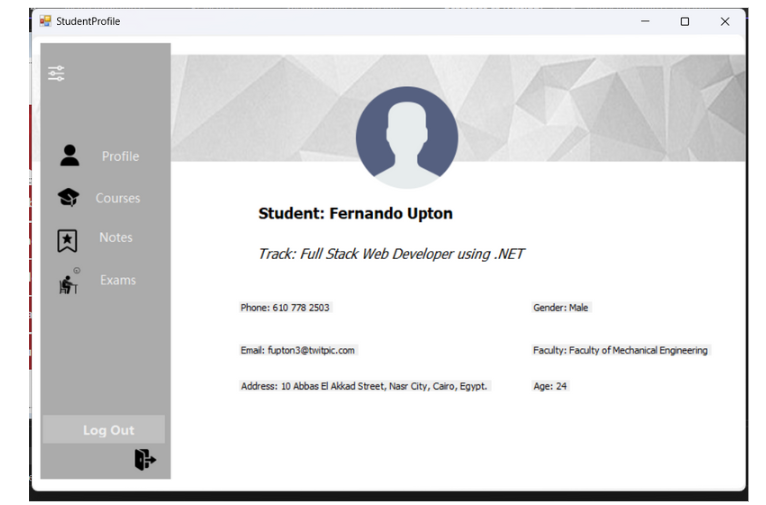 StudentProfile
Profile
Courses
Notes
Exams
Log Out
Student: Fernando Upton
Track: Full Stack Web Developer using .NET
Phone: 610 778 2503
Gender: Male
Email: fupton3@twitpic.com
Faculty: Faculty of Mechanical Engineering
Address: 10 Abbas El Akkad Street, Nasr City, Cairo, Egypt.
Age: 24